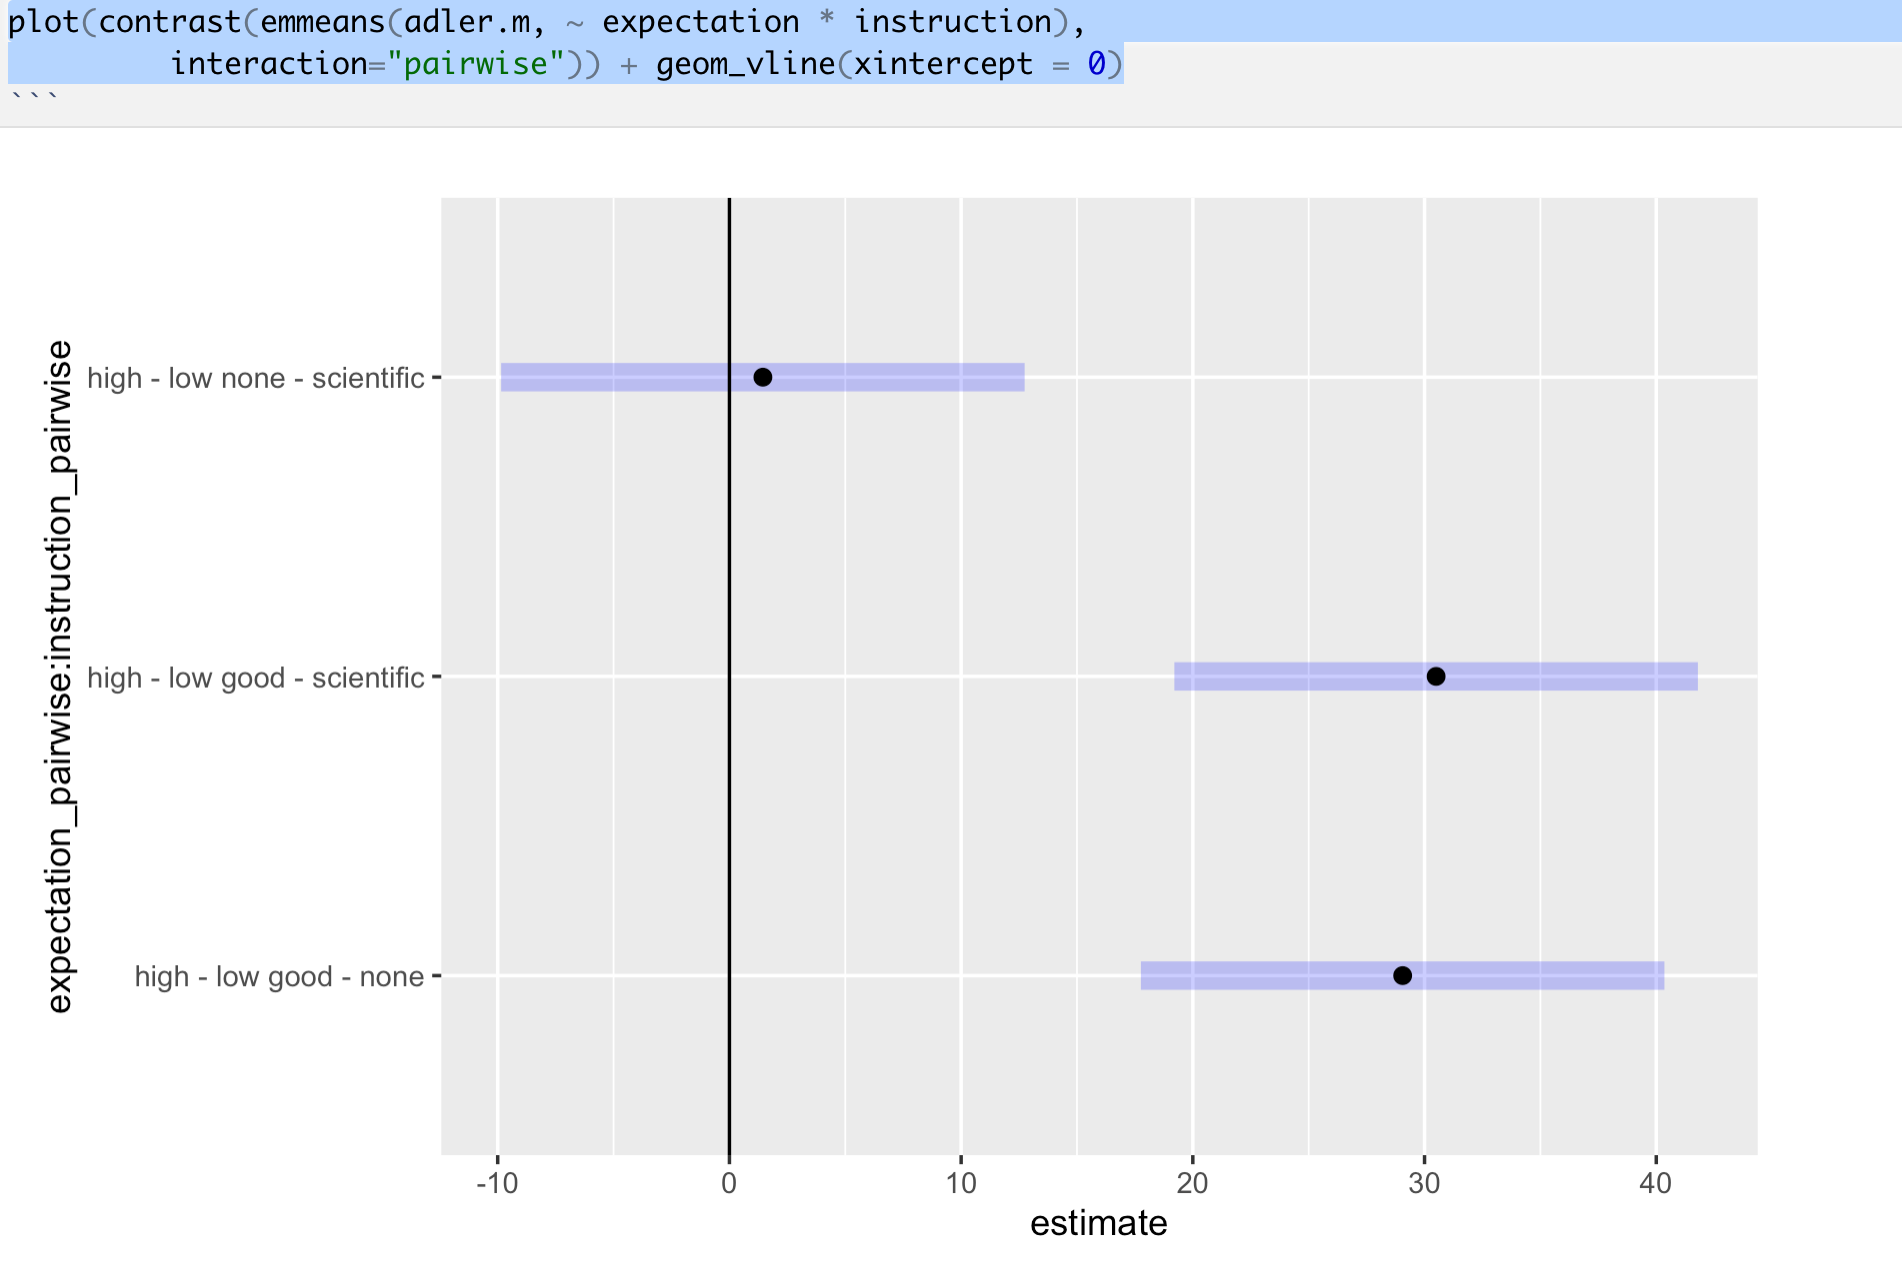 plot(contrast(emmeans(adler.m, ~ expectation * instruction),
interaction="pairwise")) + geom_vline(xintercept = 0)
```
expectation_pairwise:instruction_pairwise
high - low none - scientific
high - low good - scientific
high - low good - none
-10 0 10 20 30 40
estimate